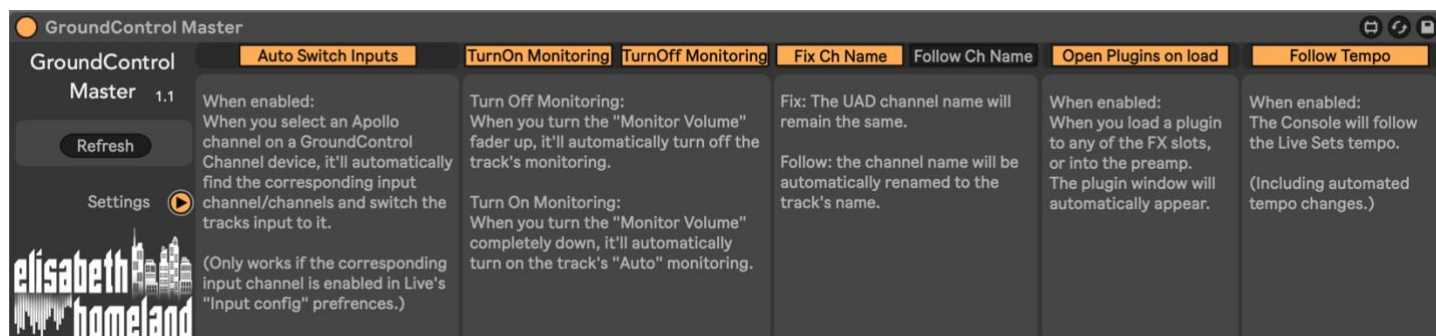 GroundControl Master
GroundControl
Master 1.1
Refresh
Settings
elisabeth
homeland
Auto Switch Inputs
When enabled:
When you select an Apollo
channel on a GroundControl
Channel device, it'll automatically
find the corresponding input
channel/channels and switch the
tracks input to it.
(Only works if the corresponding
input channel is enabled in Live's
"Input config" prefrences.)
TurnOn Monitoring TurnOff Monitoring
Turn Off Monitoring:
When you turn the "Monitor Volume"
fader up, it'll automatically turn off the
track's monitoring.
Turn On Monitoring:
When you turn the "Monitor Volume"
completely down, it'll automatically
turn on the track's "Auto" monitoring.
Fix Ch Name Follow Ch Name
Fix: The UAD channel name will
remain the same.
Follow: the channel name will be
automatically renamed to the
track's name.
Open Plugins on load
When enabled:
When you load a plugin
to any of the FX slots,
or into the preamp.
The plugin window will
automatically appear.
Follow Tempo
When enabled:
The Console will follow
the Live Sets tempo.
(Including automated
tempo changes.)